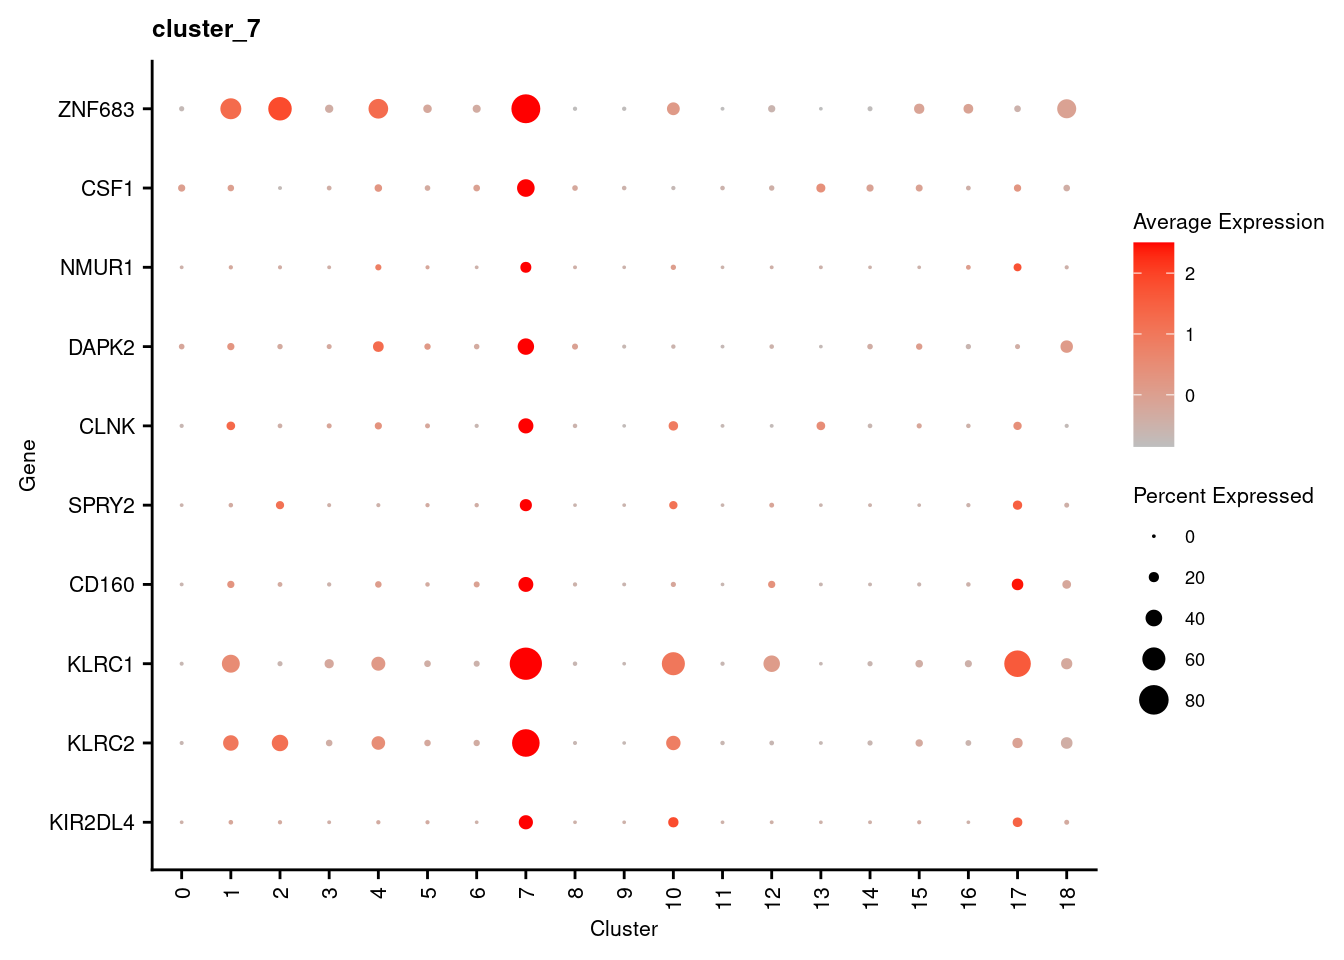 cluster_7
ZNF683
CSF1
NMUR1
DAPK2
CLNK
SPRY2
CD160
KLRC1
KLRC2
KIR2DL4
Gene
0 1 2 3 4 5 6 7 8 9 10 11 12 13 14 15 16 17 18
Cluster
Average Expression
2
1
0
Percent Expressed
0
20
40
60
80